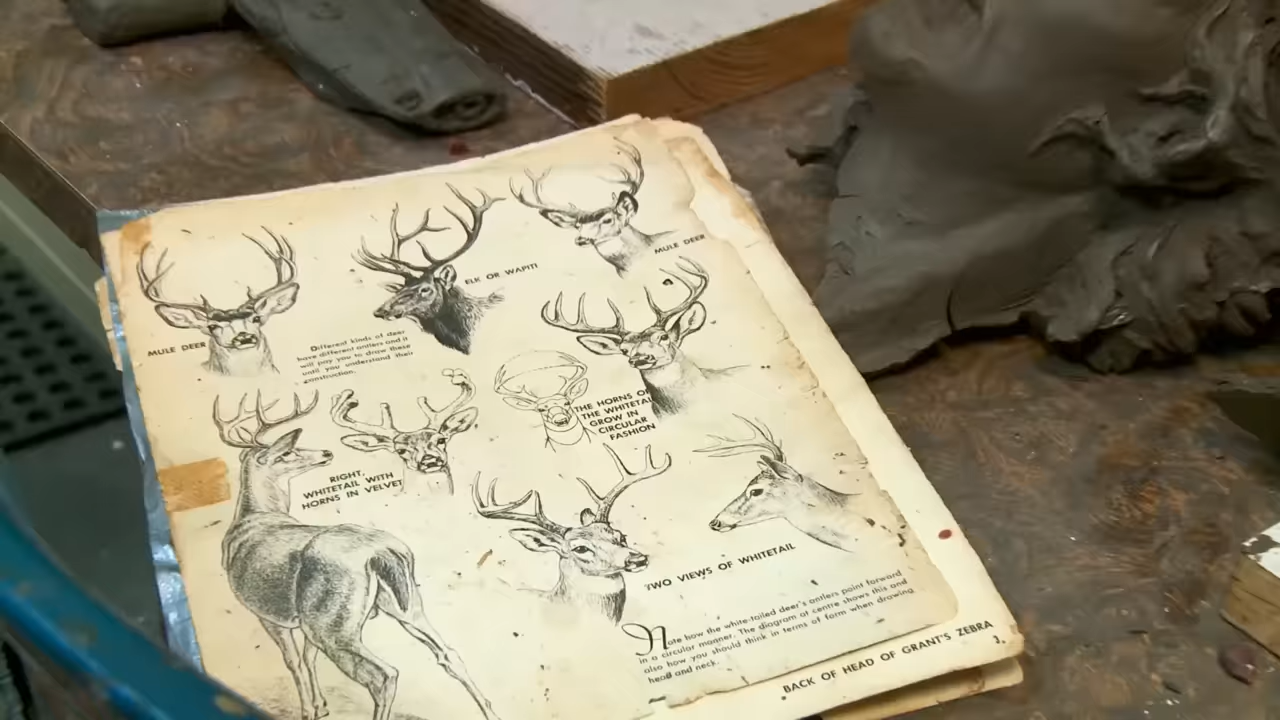 MULE DEER
ELK OR WAPITI
MULE DEER
Different kinds of deer
have different antlers and it
will pay you to draw these
until you understand their
construction.
THE HORNS OF
THE WHITETAIL
GROW IN
CIRCULAR
FASHION
RIGHT,
WHITETAIL WITH
HORNS IN VELVET
TWO VIEWS OF WHITETAIL
Note how the white-tailed deer's antlers point forward
in a circular manner. The diagram at centre shows this and
also how you should think in terms of form when drawing
head and neck.
BACK OF HEAD OF GRANT'S ZEBRA
3.